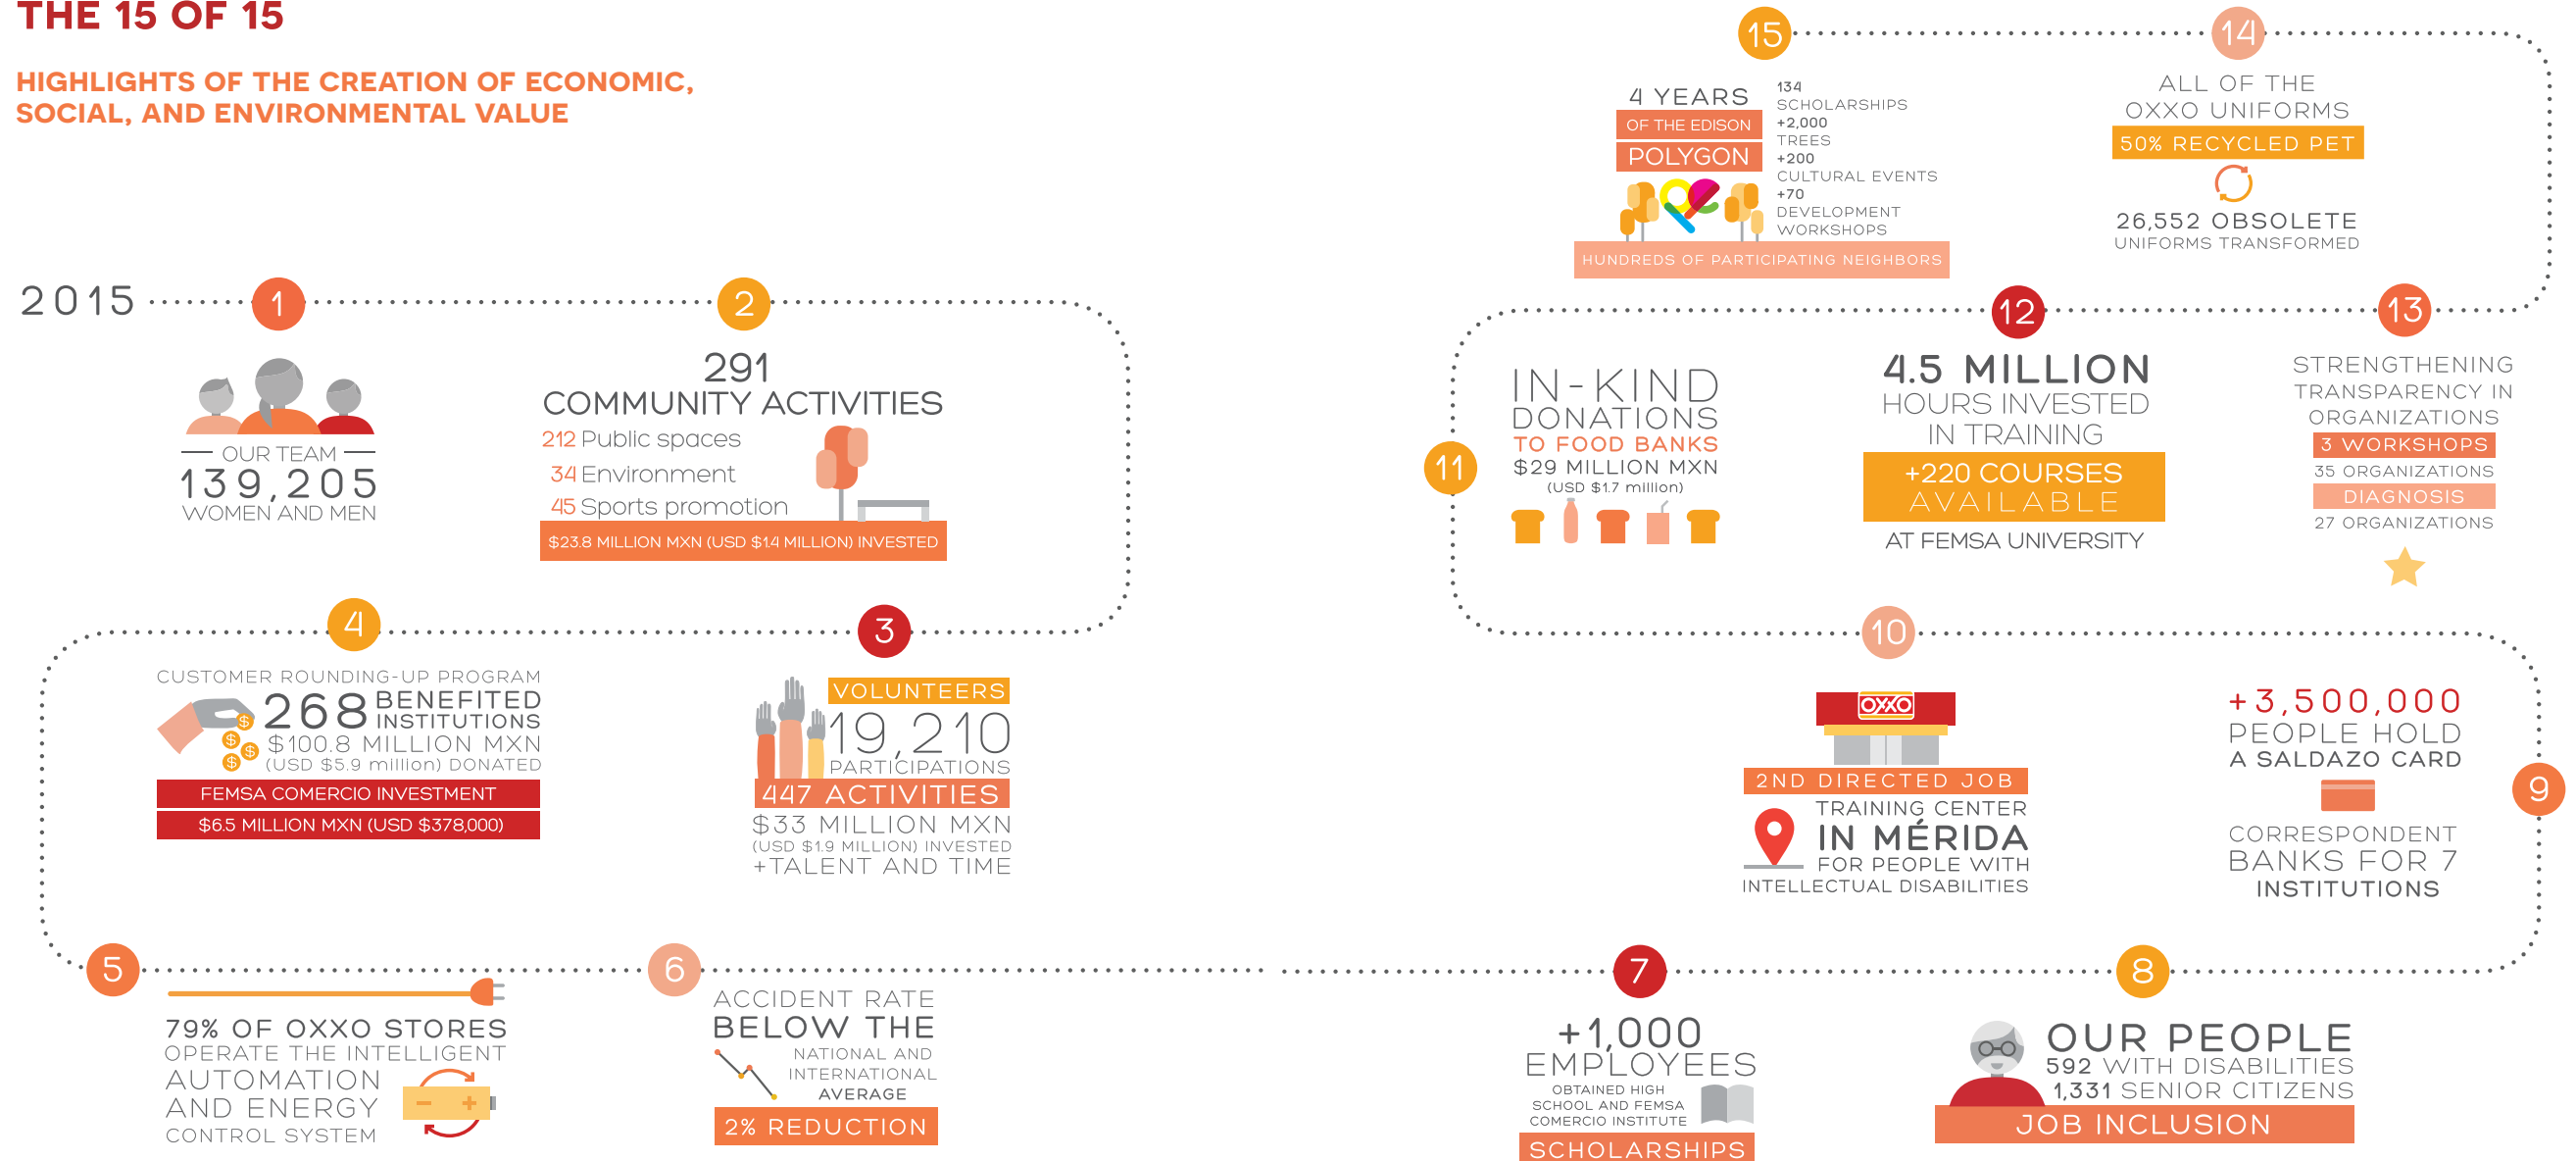 THE 15 OF 15
HIGHLIGHTS OF THE CREATION OF ECONOMIC,
SOCIAL, AND ENVIRONMENTAL VALUE
2015
1
OUR TEAM
139,205
WOMEN AND MEN
2
291
COMMUNITY ACTIVITIES
212 Public spaces
34 Environment
45 Sports promotion
$23.8 MILLION MXN (USD $1.4 MILLION) INVESTED
3
VOLUNTEERS
19,210
PARTICIPATIONS
447 ACTIVITIES
$33 MILLION MXN
(USD $1.9 MILLION) INVESTED
+TALENT AND TIME
4
CUSTOMER ROUNDING-UP PROGRAM
268 BENEFITED
INSTITUTIONS
$100.8 MILLION MXN
(USD $5.9 million) DONATED
$
$
$
$
FEMSA COMERCIO INVESTMENT
$6.5 MILLION MXN (USD $378,000)
5
79% OF OXXO STORES
OPERATE THE INTELLIGENT
AUTOMATION
AND ENERGY
CONTROL SYSTEM
- +
6
ACCIDENT RATE
BELOW THE
NATIONAL AND
INTERNATIONAL
AVERAGE
2% REDUCTION
7
+1,000
EMPLOYEES
OBTAINED HIGH
SCHOOL AND FEMSA
COMERCIO INSTITUTE
SCHOLARSHIPS
8
OUR PEOPLE
592 WITH DISABILITIES
1,331 SENIOR CITIZENS
JOB INCLUSION
9
+3,500,000
PEOPLE HOLD
A SALDAZO CARD
CORRESPONDENT
BANKS FOR 7
INSTITUTIONS
10
OXXO
2ND DIRECTED JOB
TRAINING CENTER
IN MÉRIDA
FOR PEOPLE WITH
INTELLECTUAL DISABILITIES
11
IN-KIND
DONATIONS
TO FOOD BANKS
$29 MILLION MXN
(USD $1.7 million)
12
4.5 MILLION
HOURS INVESTED
IN TRAINING
+220 COURSES
AVAILABLE
AT FEMSA UNIVERSITY
13
STRENGTHENING
TRANSPARENCY IN
ORGANIZATIONS
3 WORKSHOPS
35 ORGANIZATIONS
DIAGNOSIS
27 ORGANIZATIONS
14
ALL OF THE
OXXO UNIFORMS
50% RECYCLED PET
26,552 OBSOLETE
UNIFORMS TRANSFORMED
15
4 YEARS
OF THE EDISON
POLYGON
134
SCHOLARSHIPS
+2,000
TREES
+200
CULTURAL EVENTS
+70
DEVELOPMENT
WORKSHOPS
HUNDREDS OF PARTICIPATING NEIGHBORS